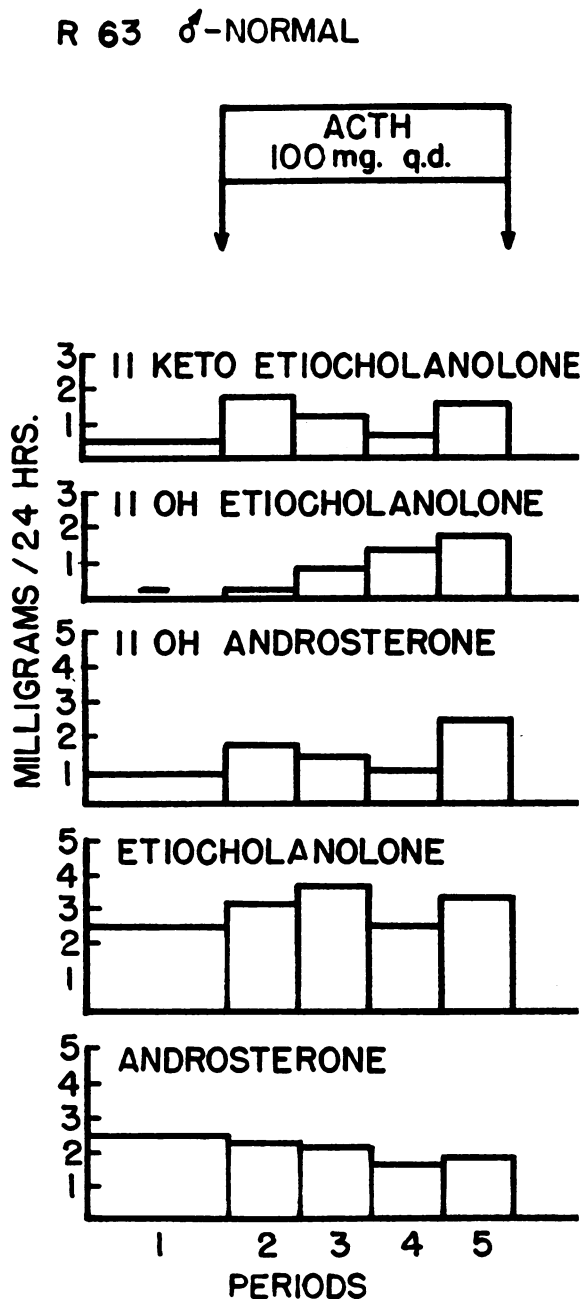 R 63 ♂-NORMAL
ACTH
100 mg. q.d.
MILLIGRAMS / 24 HRS.
3
2
1
11 KETO ETIOCHOLANOLONE
3
2
1
11 OH ETIOCHOLANOLONE
5
4
3
2
1
11 OH ANDROSTERONE
5
4
3
2
1
ETIOCHOLANOLONE
5
4
3
2
1
ANDROSTERONE
1 2 3 4 5
PERIODS